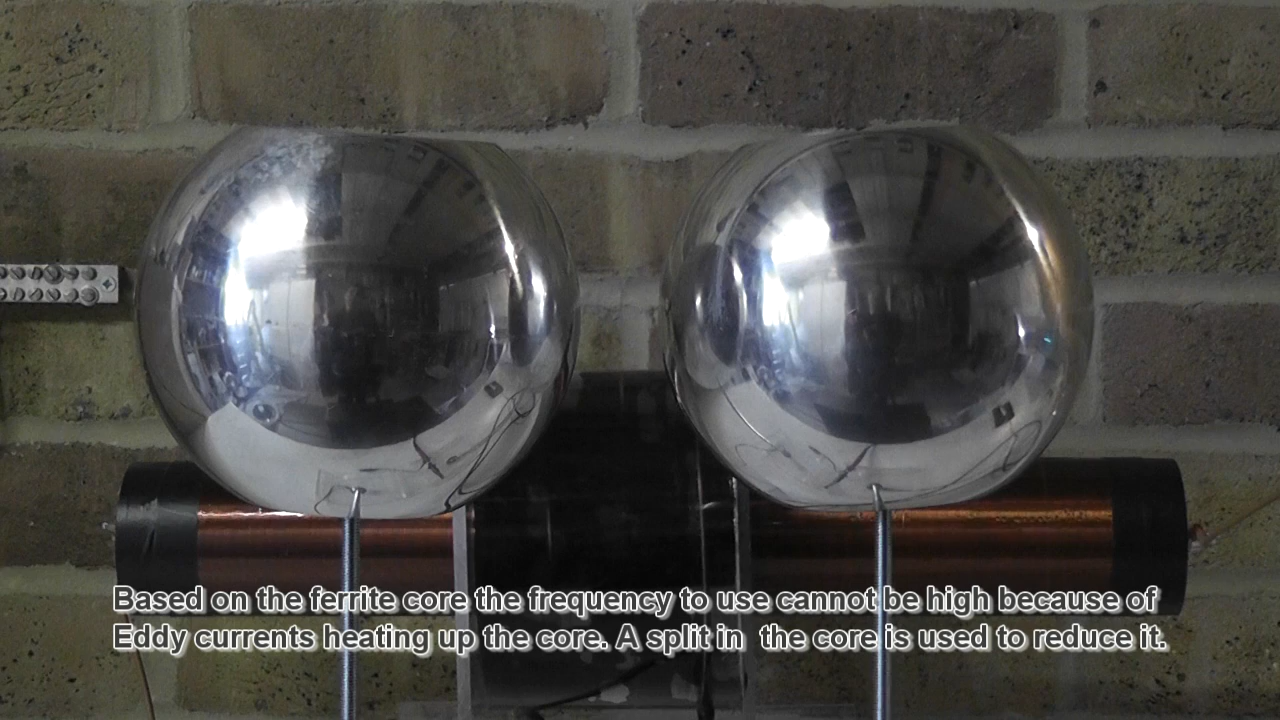 Based on the ferrite core the frequency to use cannot be high because of
Eddy currents heating up the core. A split in  the core is used to reduce it.